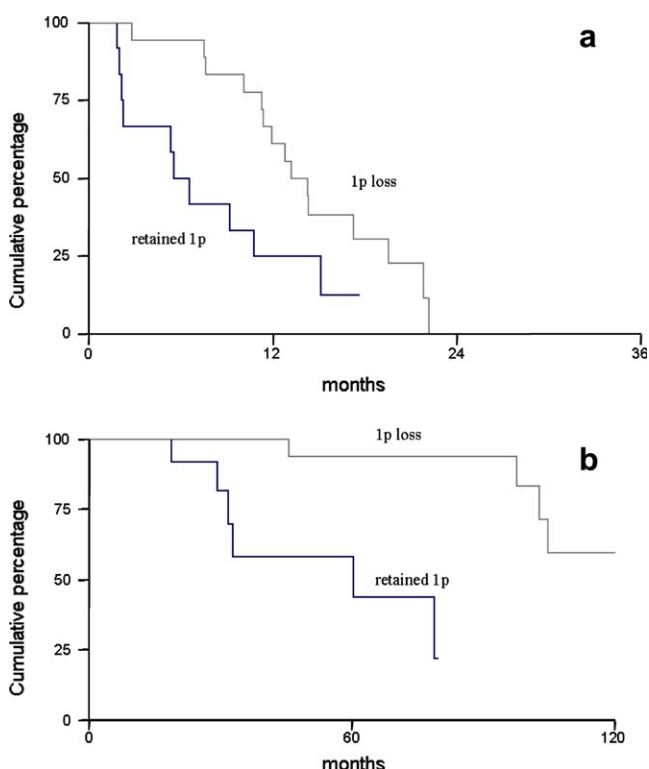 a
Cumulative percentage
100
75
50
25
0
1p loss
retained 1p
0 12 24 36
months
b
Cumulative percentage
100
75
50
25
0
1p loss
retained 1p
0 60 120
months